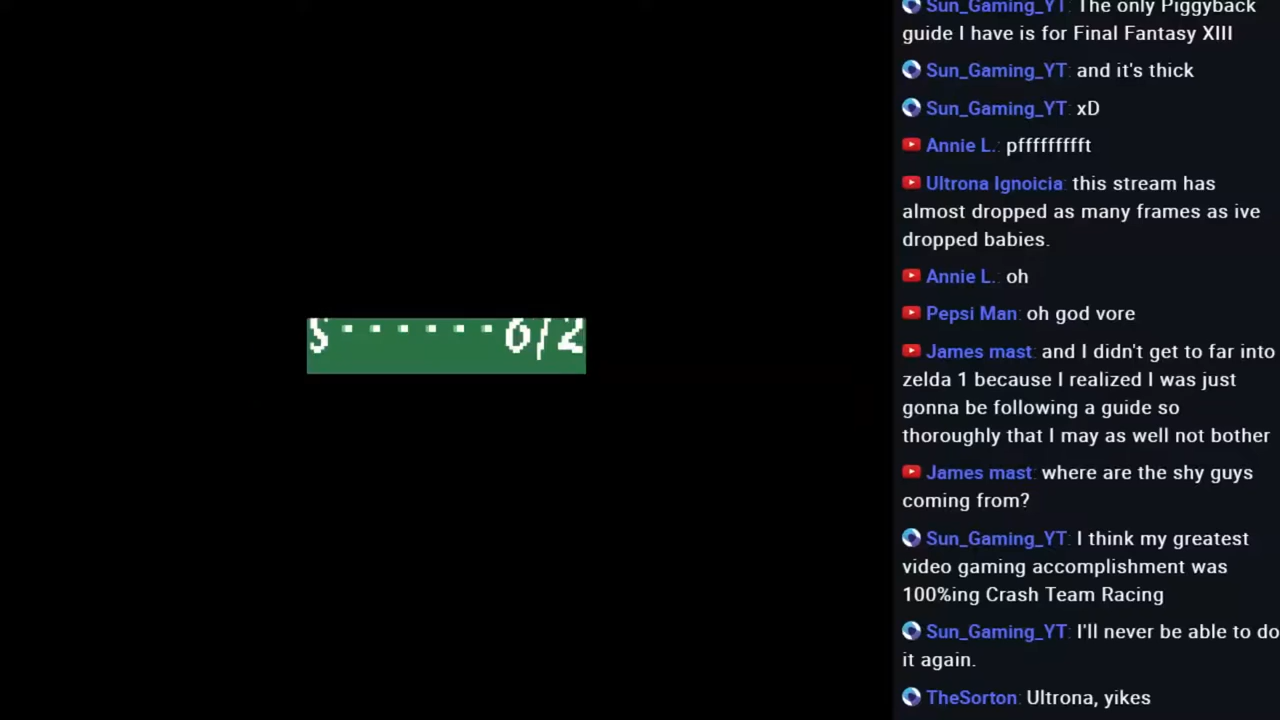 Sun_Gaming_YT: The only Piggyback
guide I have is for Final Fantasy XIII
Sun_Gaming_YT: and it's thick
Sun_Gaming_YT: xD
Annie L.: pfffffffft
Ultrona Ignoicia: this stream has
almost dropped as many frames as ive
dropped babies.
Annie L.: oh
S ...... 6/2
Pepsi Man: oh god vore
James mast: and I didn't get to far into
zelda 1 because I realized I was just
gonna be following a guide so
thoroughly that I may as well not bother
James mast: where are the shy guys
coming from?
Sun_Gaming_YT: I think my greatest
video gaming accomplishment was
100%ing Crash Team Racing
Sun_Gaming_YT: I'll never be able to do
it again.
TheSorton: Ultrona, yikes